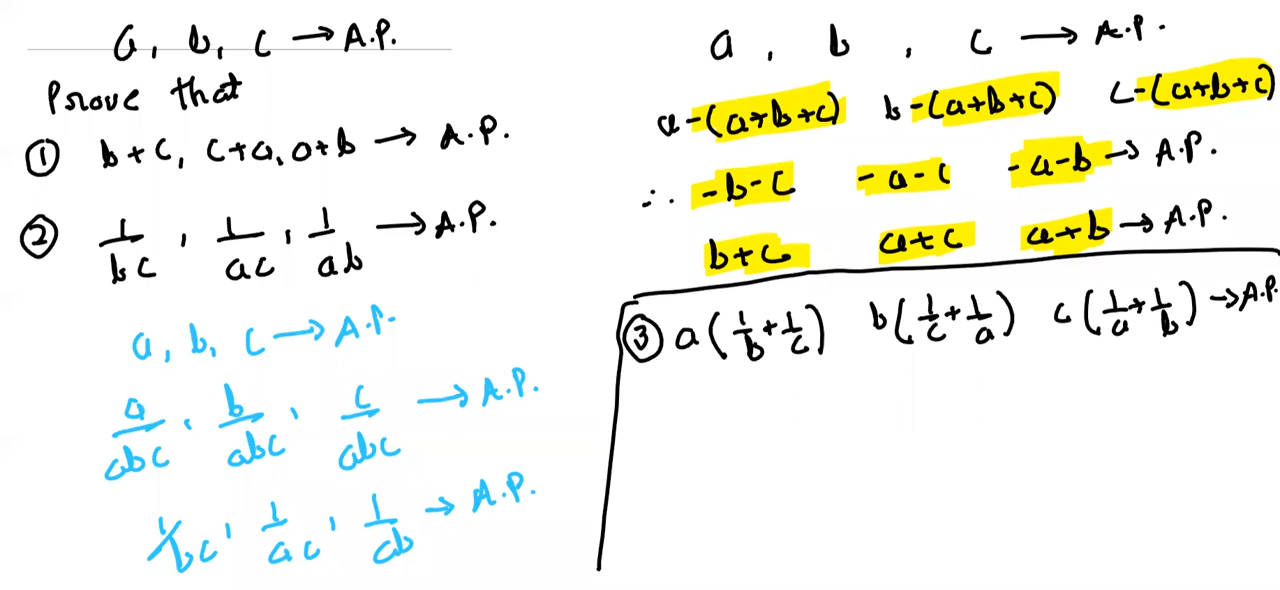 a, b, c → A.P.
Prove that
① b+c, c+a, a+b → A.P.
② 1/bc, 1/ac, 1/ab → A.P.
a, b, c → A.P.
a/abc, b/abc, c/abc → A.P.
1/bc, 1/ac, 1/ab → A.P.
a, b, c → A.P.
a-(a+b+c) b-(a+b+c) c-(a+b+c)
∴ -b-c -a-c -a-b → A.P.
b+c a+c a+b → A.P.
③ a(1/b+1/c) b(1/c+1/a) c(1/a+1/b) → A.P.